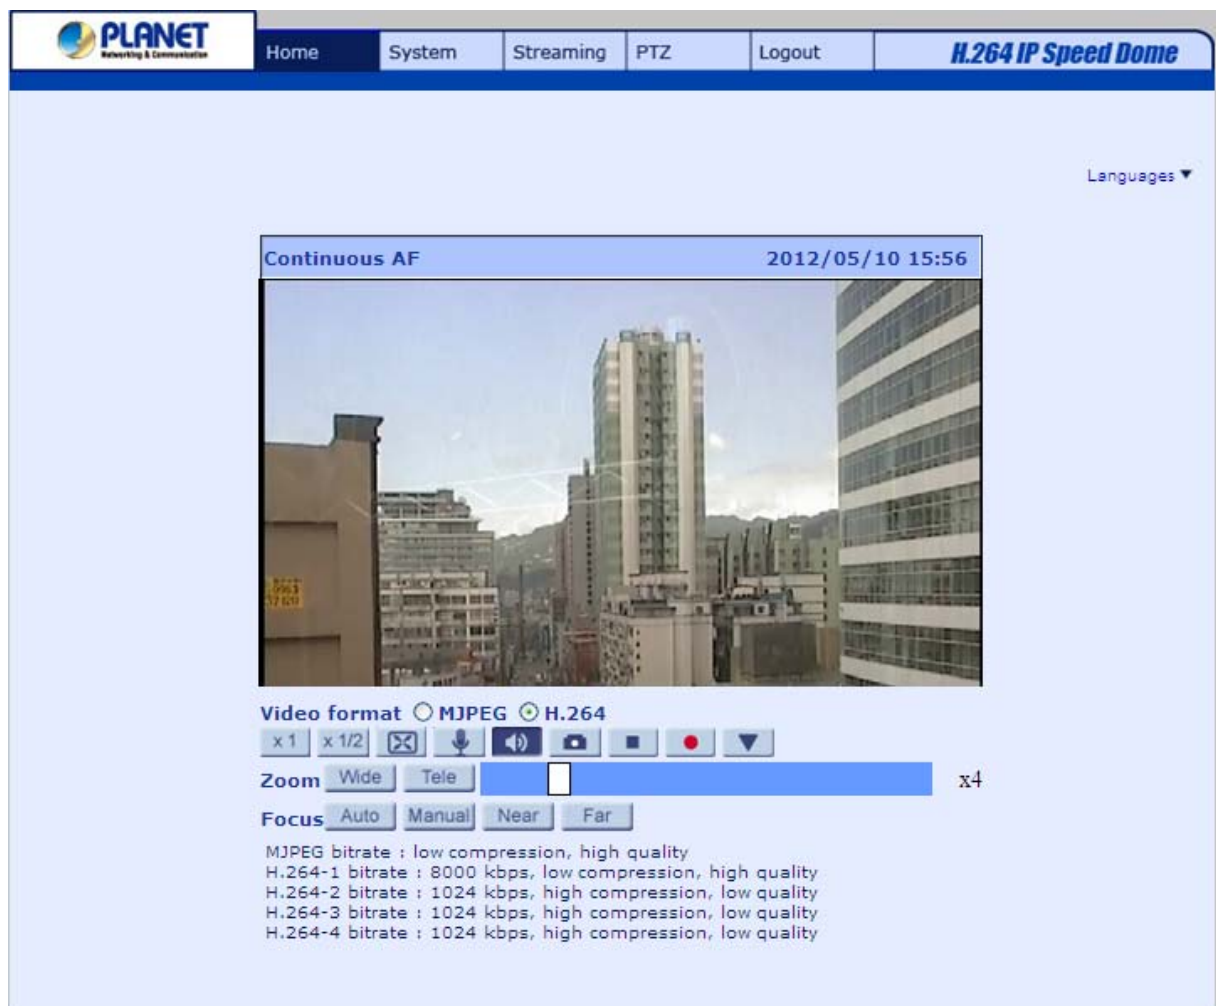 PLANET
Networking & Communication
Home System Streaming PTZ Logout H.264 IP Speed Dome
Languages ▼
Continuous AF 2012/05/10 15:56
Video format MJPEG H.264
x 1 x 1/2
Zoom Wide Tele x4
Focus Auto Manual Near Far
MJPEG bitrate : low compression, high quality
H.264-1 bitrate : 8000 kbps, low compression, high quality
H.264-2 bitrate : 1024 kbps, high compression, low quality
H.264-3 bitrate : 1024 kbps, high compression, low quality
H.264-4 bitrate : 1024 kbps, high compression, low quality